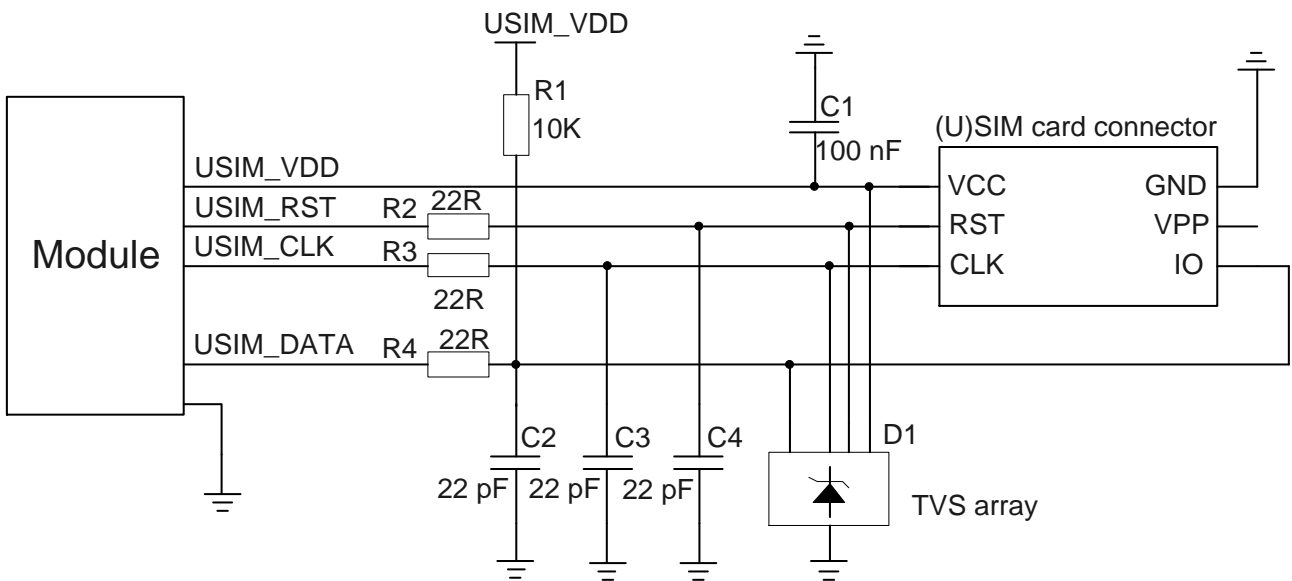 USIM_VDD
R1
10K
C1
100 nF
(U)SIM card connector
VCC
GND
RST
VPP
CLK
IO
Module
USIM_VDD
USIM_RST
R2
22R
USIM_CLK
R3
22R
USIM_DATA
R4
22R
C2
22 pF
C3
22 pF
C4
22 pF
D1
TVS array